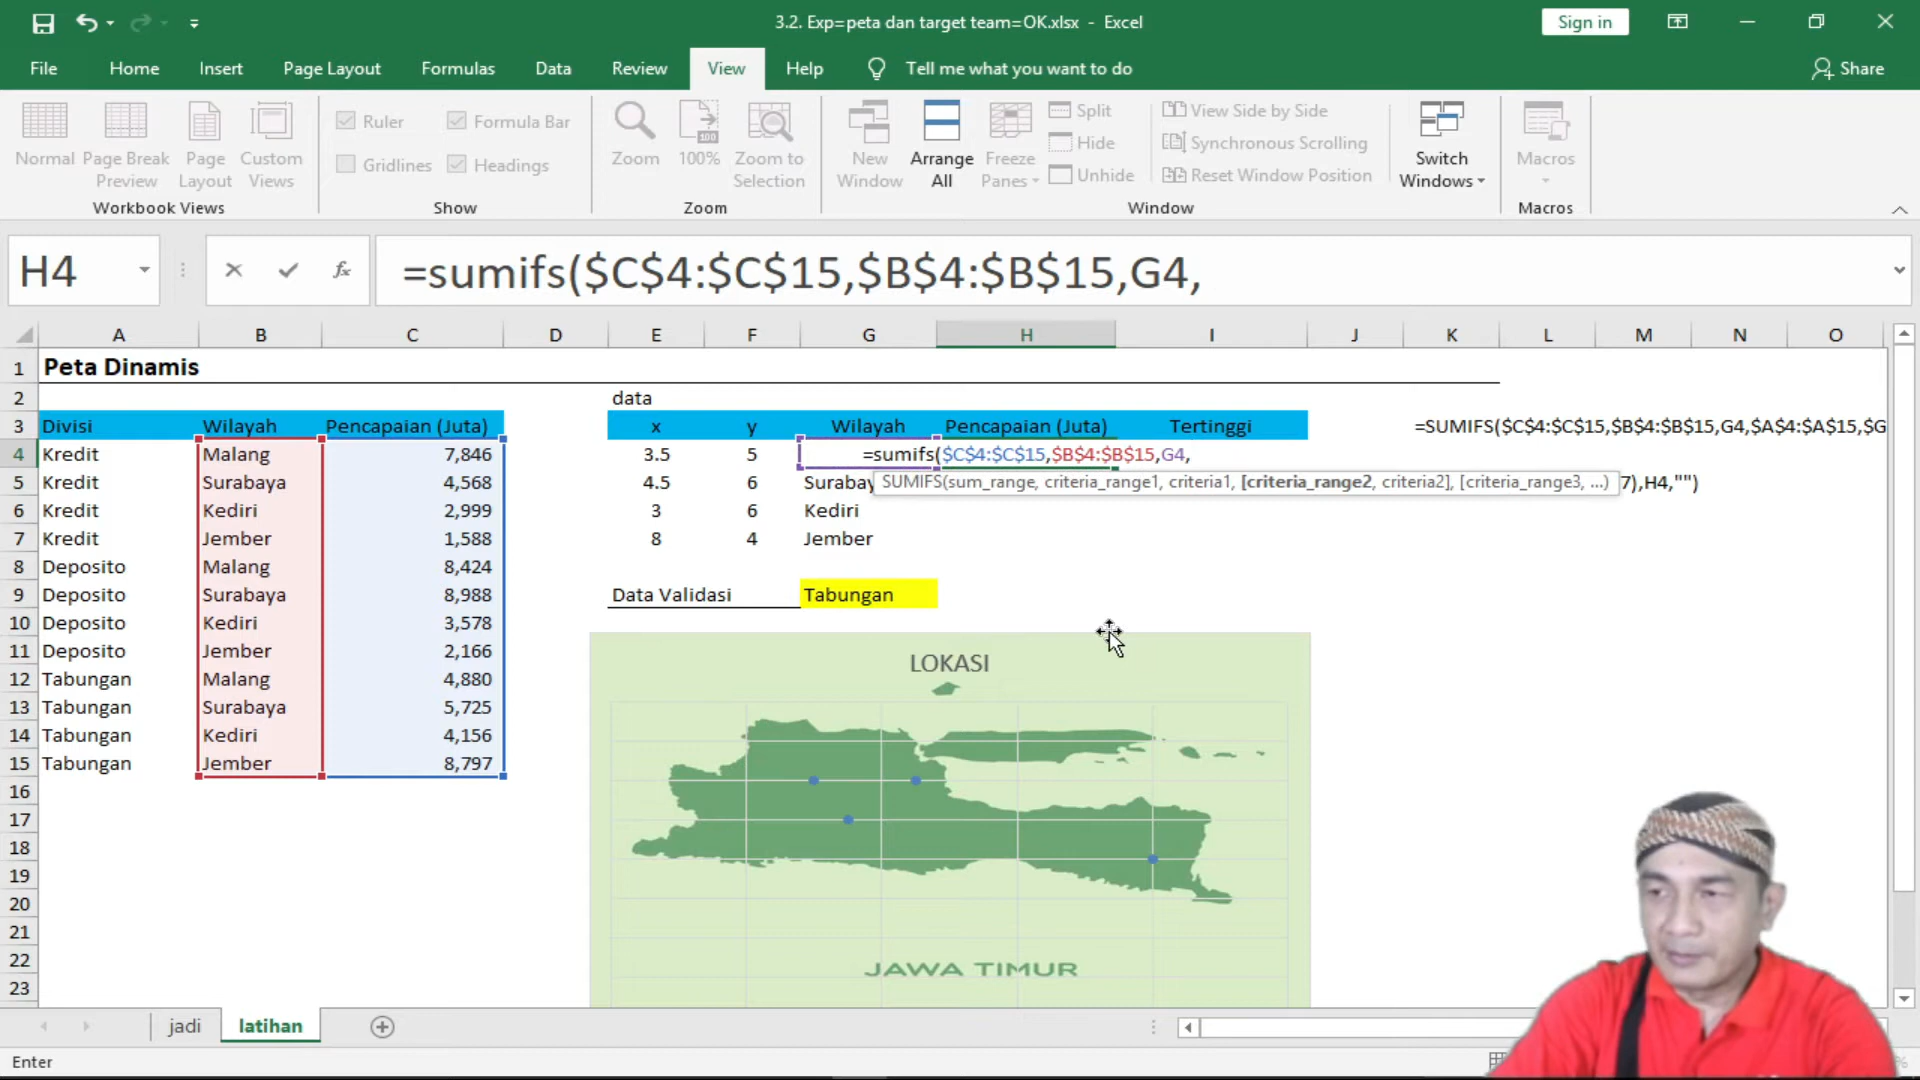 3.2. Exp=peta dan target team=OK.xlsx - Excel
Sign in
File Home Insert Page Layout Formulas Data Review View Help Tell me what you want to do Share
Normal Page Break Preview Page Layout Custom Views
Workbook Views
Ruler Formula Bar
Gridlines Headings
Show
Zoom 100% Zoom to Selection
Zoom
New Window Arrange All Freeze Panes
Split View Side by Side
Hide Synchronous Scrolling
Unhide Reset Window Position
Switch Windows
Window
Macros
Macros
H4 fx =sumifs($C$4:$C$15,$B$4:$B$15,G4,
A B C D E F G H I J K L M N O
1 Peta Dinamis
2 data
3 Divisi Wilayah Pencapaian (Juta) x y Wilayah Pencapaian (Juta) Tertinggi =SUMIFS($C$4:$C$15,$B$4:$B$15,G4,$A$4:$A$15,$G
4 Kredit Malang 7,846 3.5 5 =sumifs($C$4:$C$15,$B$4:$B$15,G4,
SUMIFS(sum_range, criteria_range1, criteria1, [criteria_range2, criteria2], [criteria_range3, ...)
5 Kredit Surabaya 4,568 4.5 6 7),H4,"")
6 Kredit Kediri 2,999 3 6 Kediri
7 Kredit Jember 1,588 8 4 Jember
8 Deposito Malang 8,424
9 Deposito Surabaya 8,988 Data Validasi Tabungan
10 Deposito Kediri 3,578
11 Deposito Jember 2,166
12 Tabungan Malang 4,880
13 Tabungan Surabaya 5,725
14 Tabungan Kediri 4,156
15 Tabungan Jember 8,797
16
17
18
19
20
21
22
23
LOKASI
JAWA TIMUR
jadi latihan
Enter